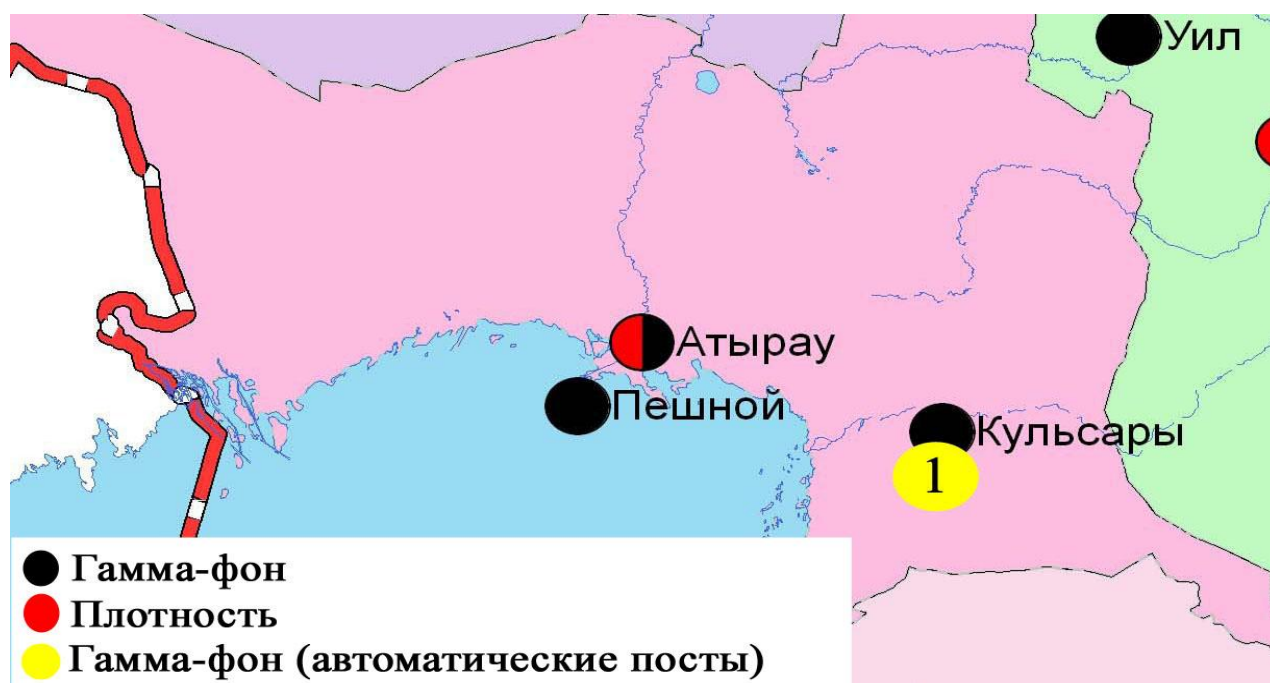 Уил
Атырау
Пешной
Кульсары
1
Гамма-фон
Плотность
Гамма-фон (автоматические посты)